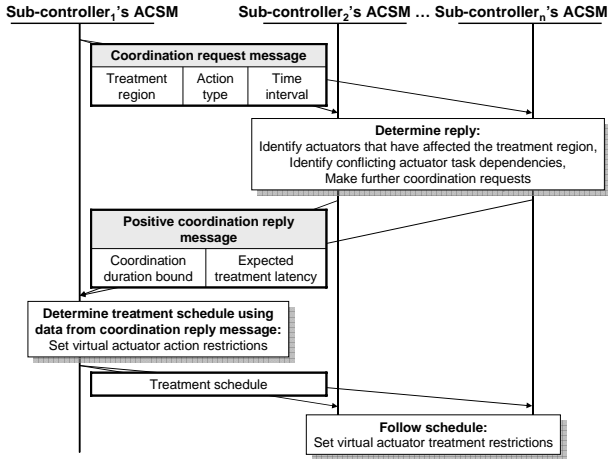 Sub-controller1's ACSM Sub-controller2's ACSM … Sub-controllern's ACSM
Coordination request message
Treatment region
Action type
Time interval
Determine reply:
Identify actuators that have affected the treatment region,
Identify conflicting actuator task dependencies,
Make further coordination requests
Positive coordination reply
message
Coordination duration bound
Expected treatment latency
Determine treatment schedule using
data from coordination reply message:
Set virtual actuator action restrictions
Treatment schedule
Follow schedule:
Set virtual actuator treatment restrictions